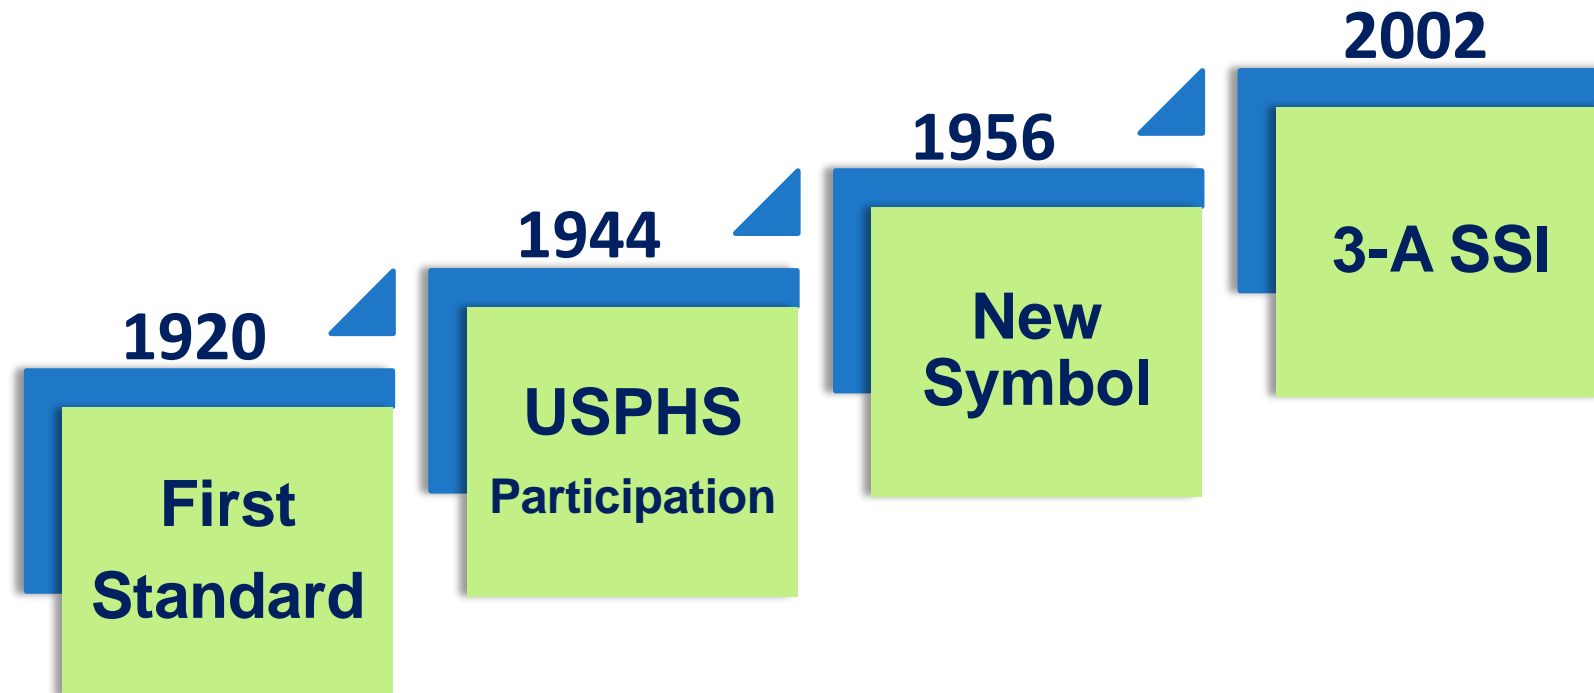 1920
First
Standard
1944
USPHS
Participation
1956
New
Symbol
2002
3-A SSI